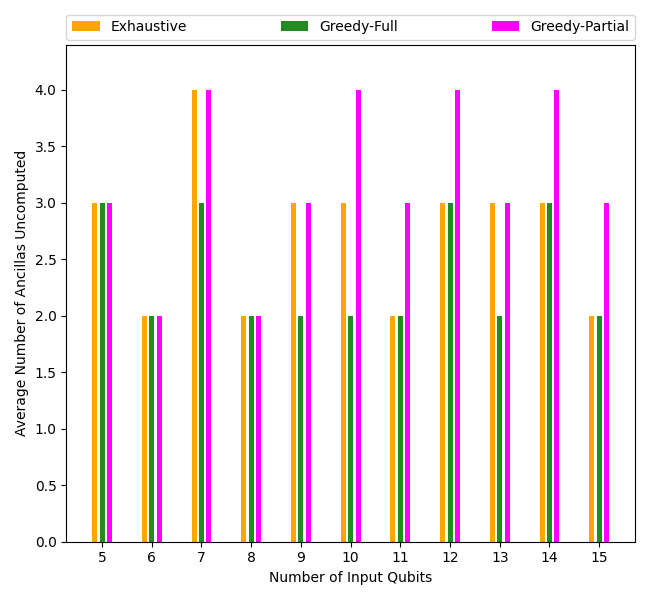 Exhaustive Greedy-Full Greedy-Partial
Average Number of Ancillas Uncomputed
4.0
3.5
3.0
2.5
2.0
1.5
1.0
0.5
0.0
5 6 7 8 9 10 11 12 13 14 15
Number of Input Qubits